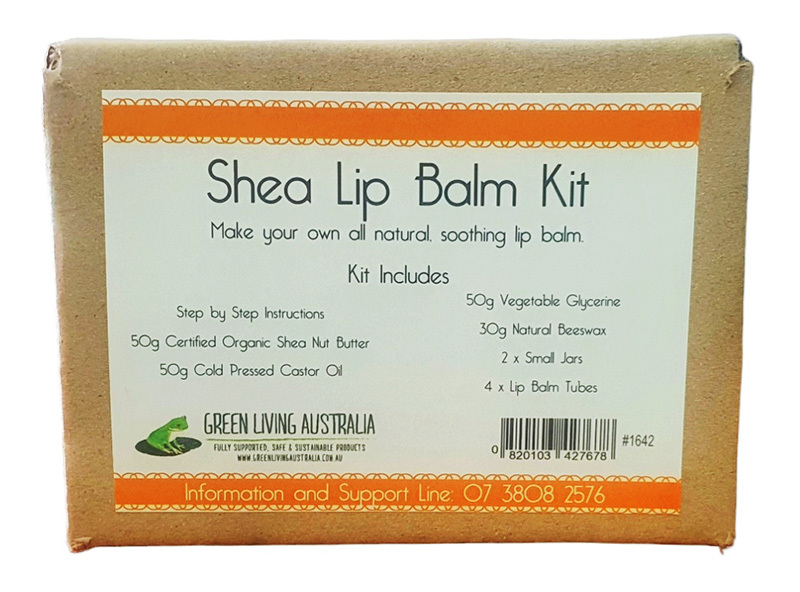 Shea Lip Balm Kit
Make your own all natural, soothing lip balm.
Kit Includes
Step by Step Instructions
50g Certified Organic Shea Nut Butter
50g Cold Pressed Castor Oil
50g Vegetable Glycerine
30g Natural Beeswax
2 x Small Jars
4 x Lip Balm Tubes
GREEN LIVING AUSTRALIA
FULLY SUPPORTED, SAFE & SUSTAINABLE PRODUCTS
WWW.GREENLIVINGAUSTRALIA.COM.AU
0 820103 427678
#1642
Information and Support Line: 07 3808 2576